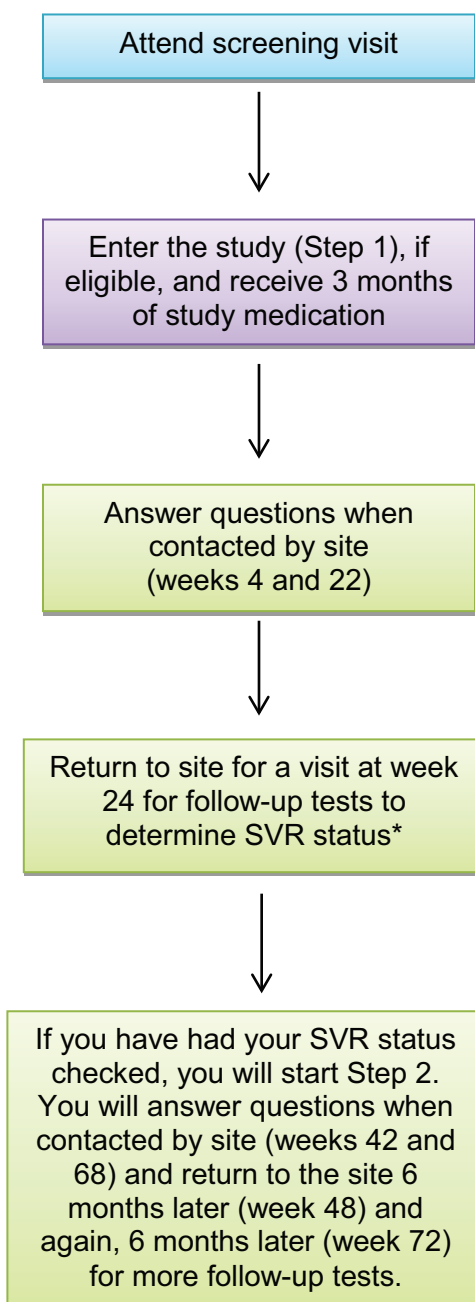 Attend screening visit
Enter the study (Step 1), if
eligible, and receive 3 months
of study medication
Answer questions when
contacted by site
(weeks 4 and 22)
Return to site for a visit at week
24 for follow-up tests to
determine SVR status*
If you have had your SVR status
checked, you will start Step 2.
You will answer questions when
contacted by site (weeks 42 and
68) and return to the site 6
months later (week 48) and
again, 6 months later (week 72)
for more follow-up tests.